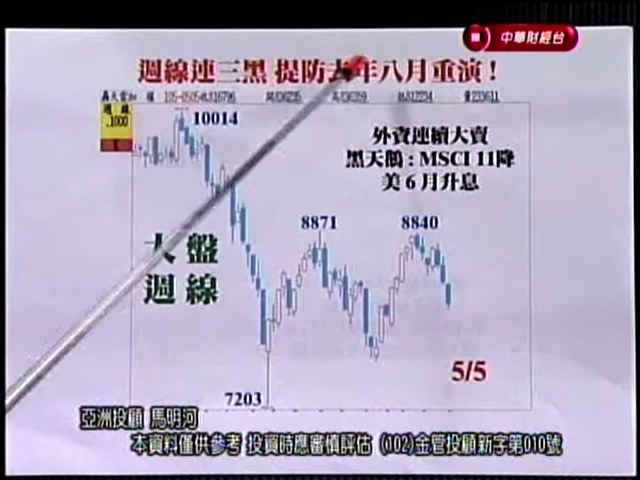 中華財經台
週線連三黑 提防去年八月重演!
10014
外資連續大賣
黑天鵝:MSCI 11降
美6月升息
8871
8840
大盤
週線
5/5
7203
亞洲投顧 馬明河
本資料僅供參考 投資時應審慎評估 (102)金管投顧新字第010號